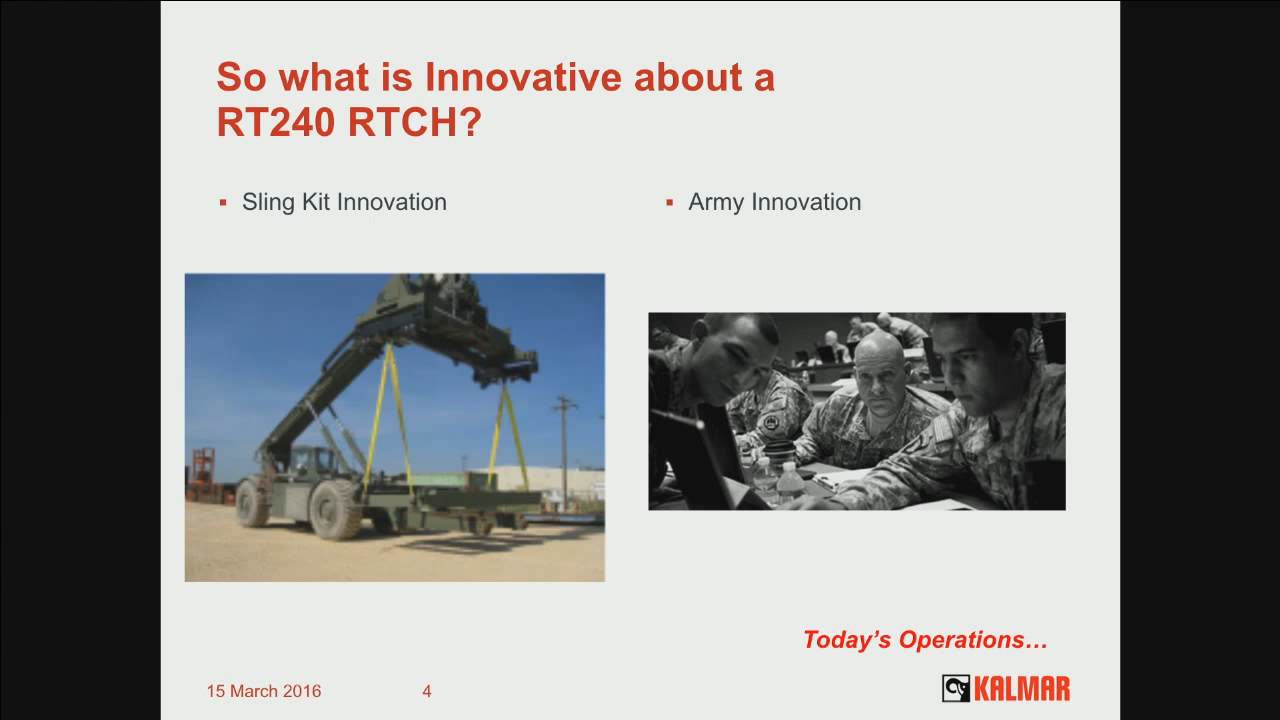 So what is Innovative about a
RT240 RTCH?
▪ Sling Kit Innovation
▪ Army Innovation
Today’s Operations…
15 March 2016
4
KALMAR